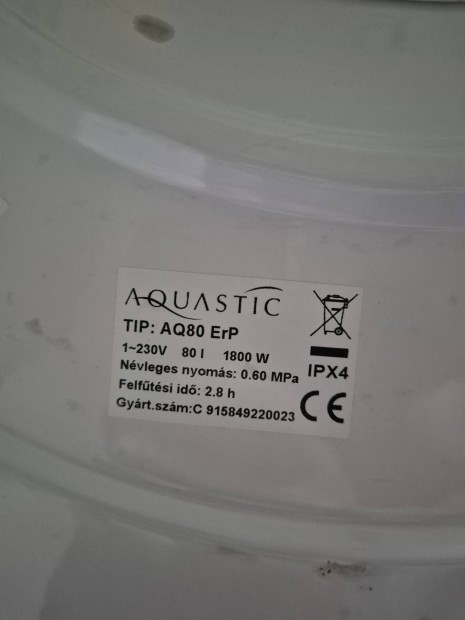 AQUASTIC
TIP: AQ80 ErP
1~230V 80 l 1800 W
Névleges nyomás: 0.60 MPa
IPX4
Felfűtési idő: 2.8 h
Gyárt.szám:C 915849220023
CE